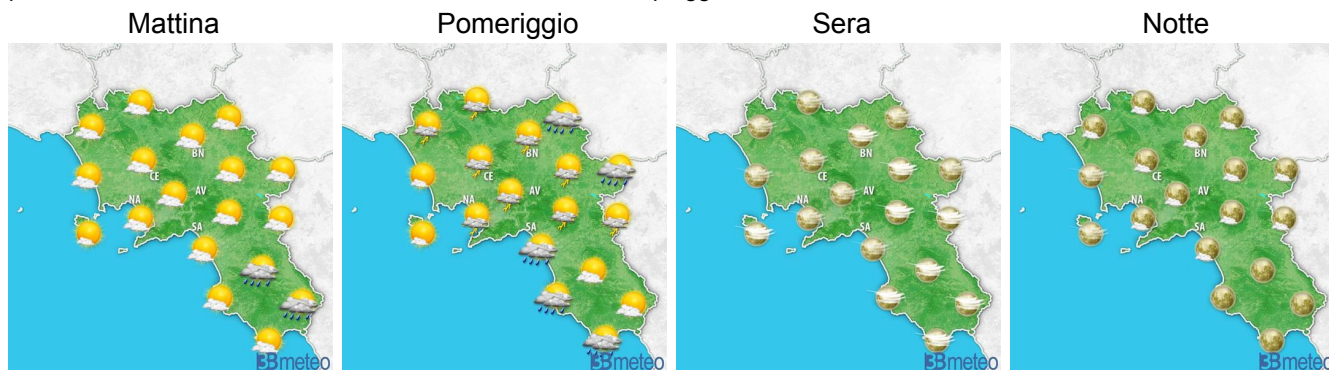 Mattina
Pomeriggio
Sera
Notte
BN
CE
AV
NA
SA
3Bmeteo
BN
CE
AV
NA
SA
3Bmeteo
BN
CE
AV
NA
SA
3Bmeteo
BN
CE
AV
NA
SA
3Bmeteo